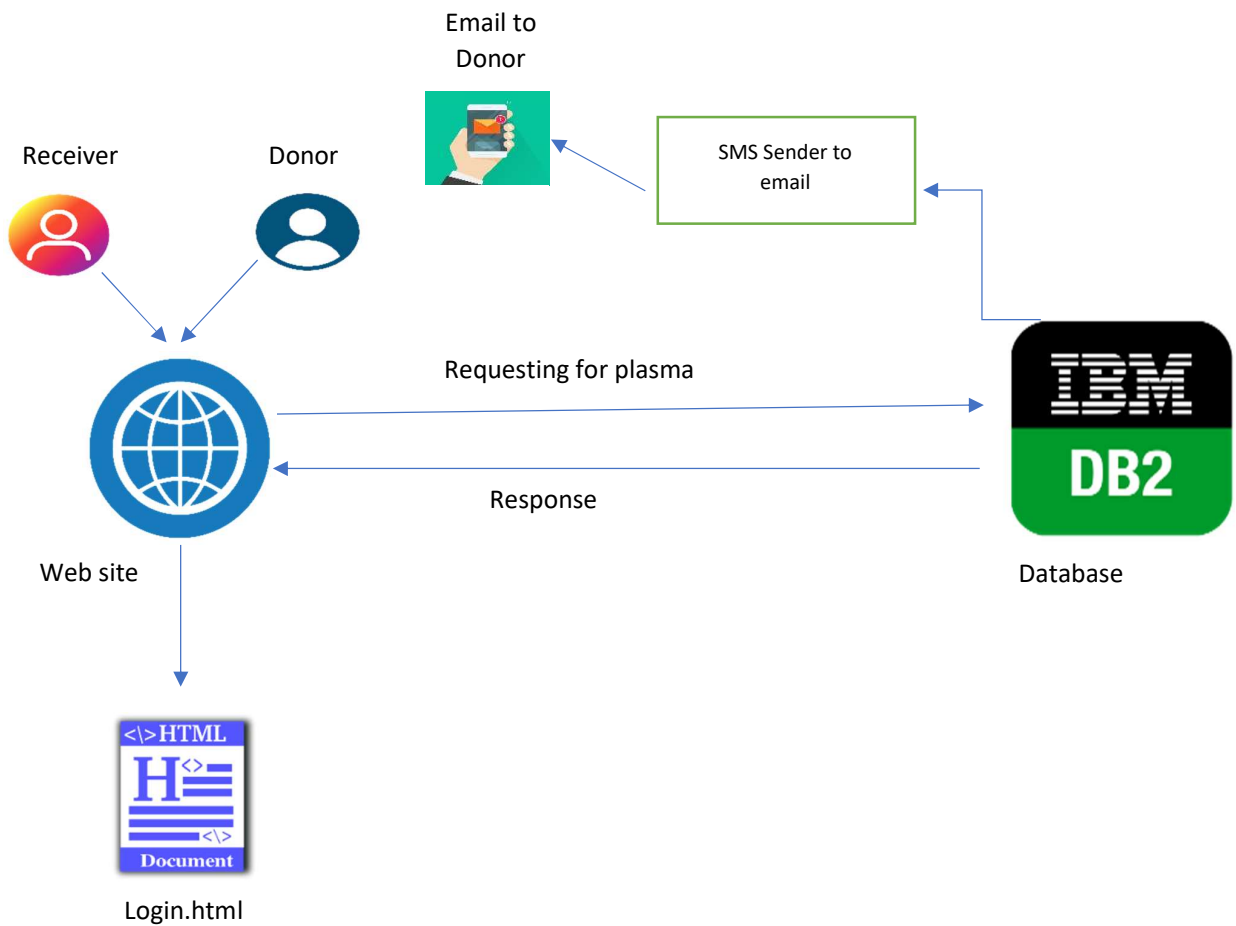 Email to
Donor
SMS Sender to
email
Receiver
Donor
Requesting for plasma
IBM
DB2
Response
Web site
Database
<\>HTML
H<>
<\>
Document
Login.html